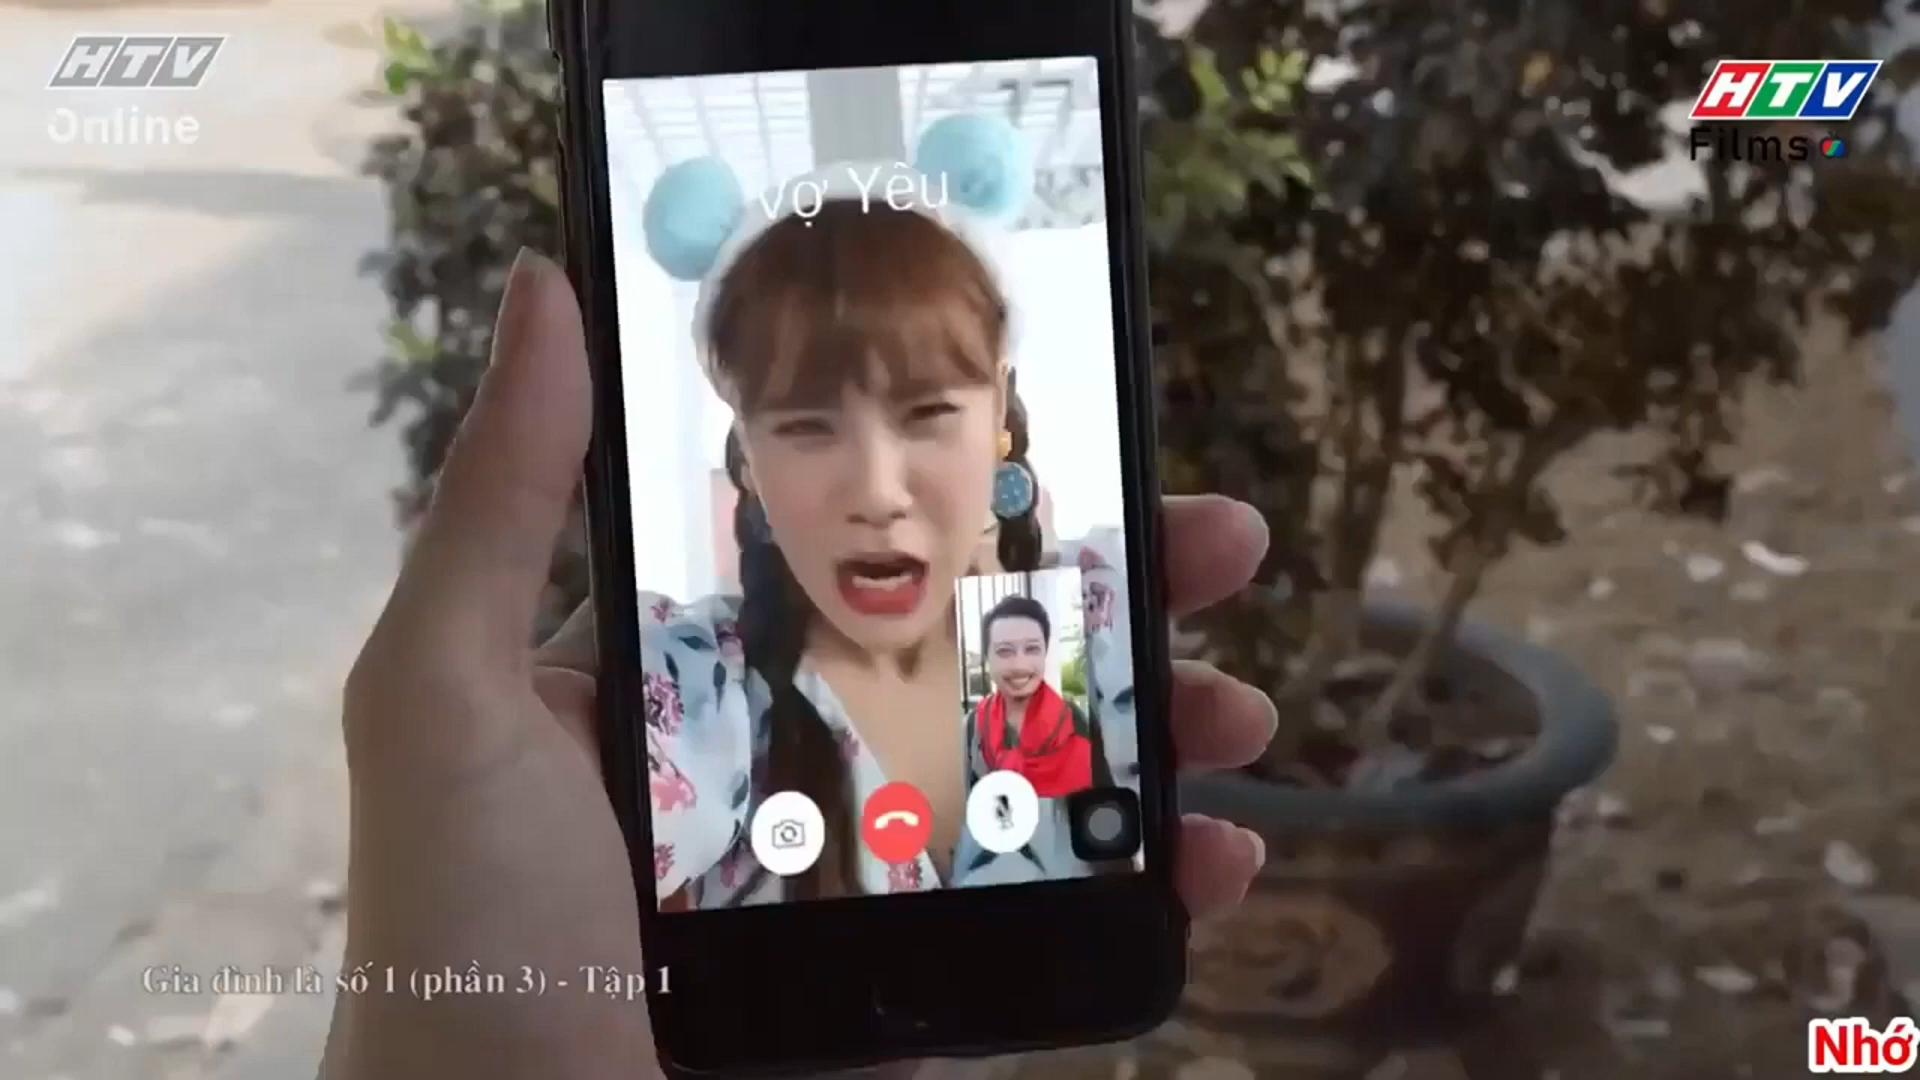 HTV
Online
HTV
Films
vợ Yêu
Gia đình là số 1 (phần 3) - Tập 1
Nhớ